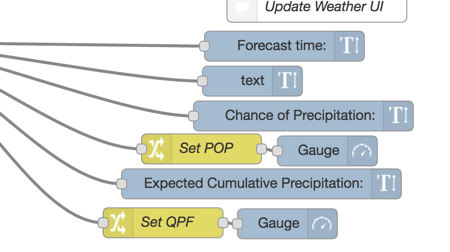 Update Weather UI
Forecast time:
text
Chance of Precipitation:
Set POP
Gauge
Expected Cumulative Precipitation:
Set QPF
Gauge